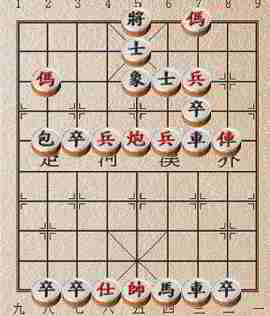 1 2 3 4 5 6 7 8 9
將 傌
士
傌 象 士 兵
卒
包 卒 兵 炮 兵 車 俥
河 界
卒 卒 仕 帥 馬 車 卒
九 八 七 六 五 四 三 二 一